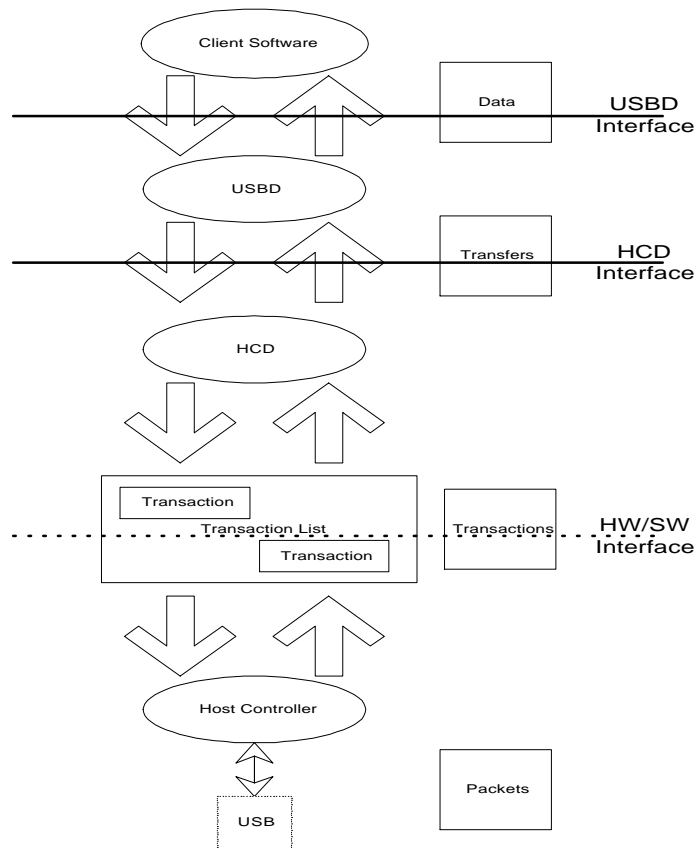 Client Software
Data
USBD
Interface
USBD
Transfers
HCD
Interface
HCD
Transaction
Transaction List
Transactions
HW/SW
Interface
Transaction
Host Controller
Packets
USB